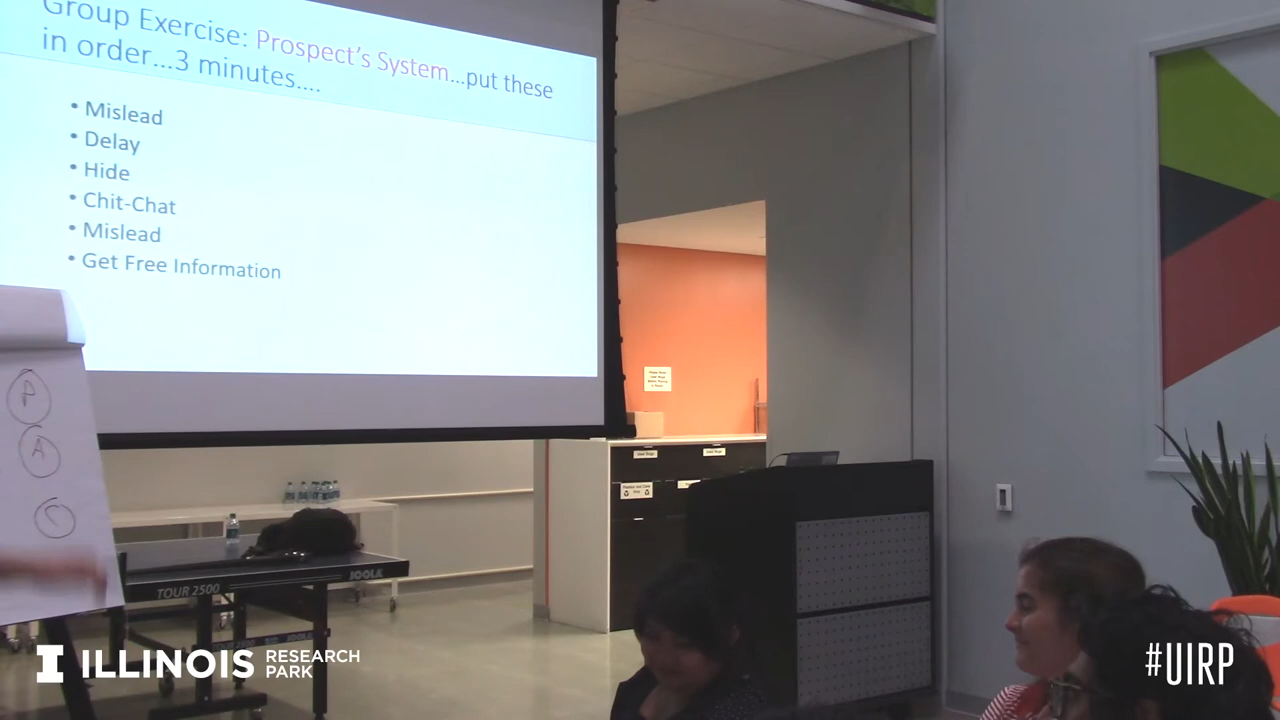 Group Exercise: Prospect's System...put these
in order...3 minutes....
• Mislead
• Delay
• Hide
• Chit-Chat
• Mislead
• Get Free Information
P
A
C
TOUR 2500
JOOLA
JOOLA
I ILLINOIS RESEARCH
PARK
#UIRP